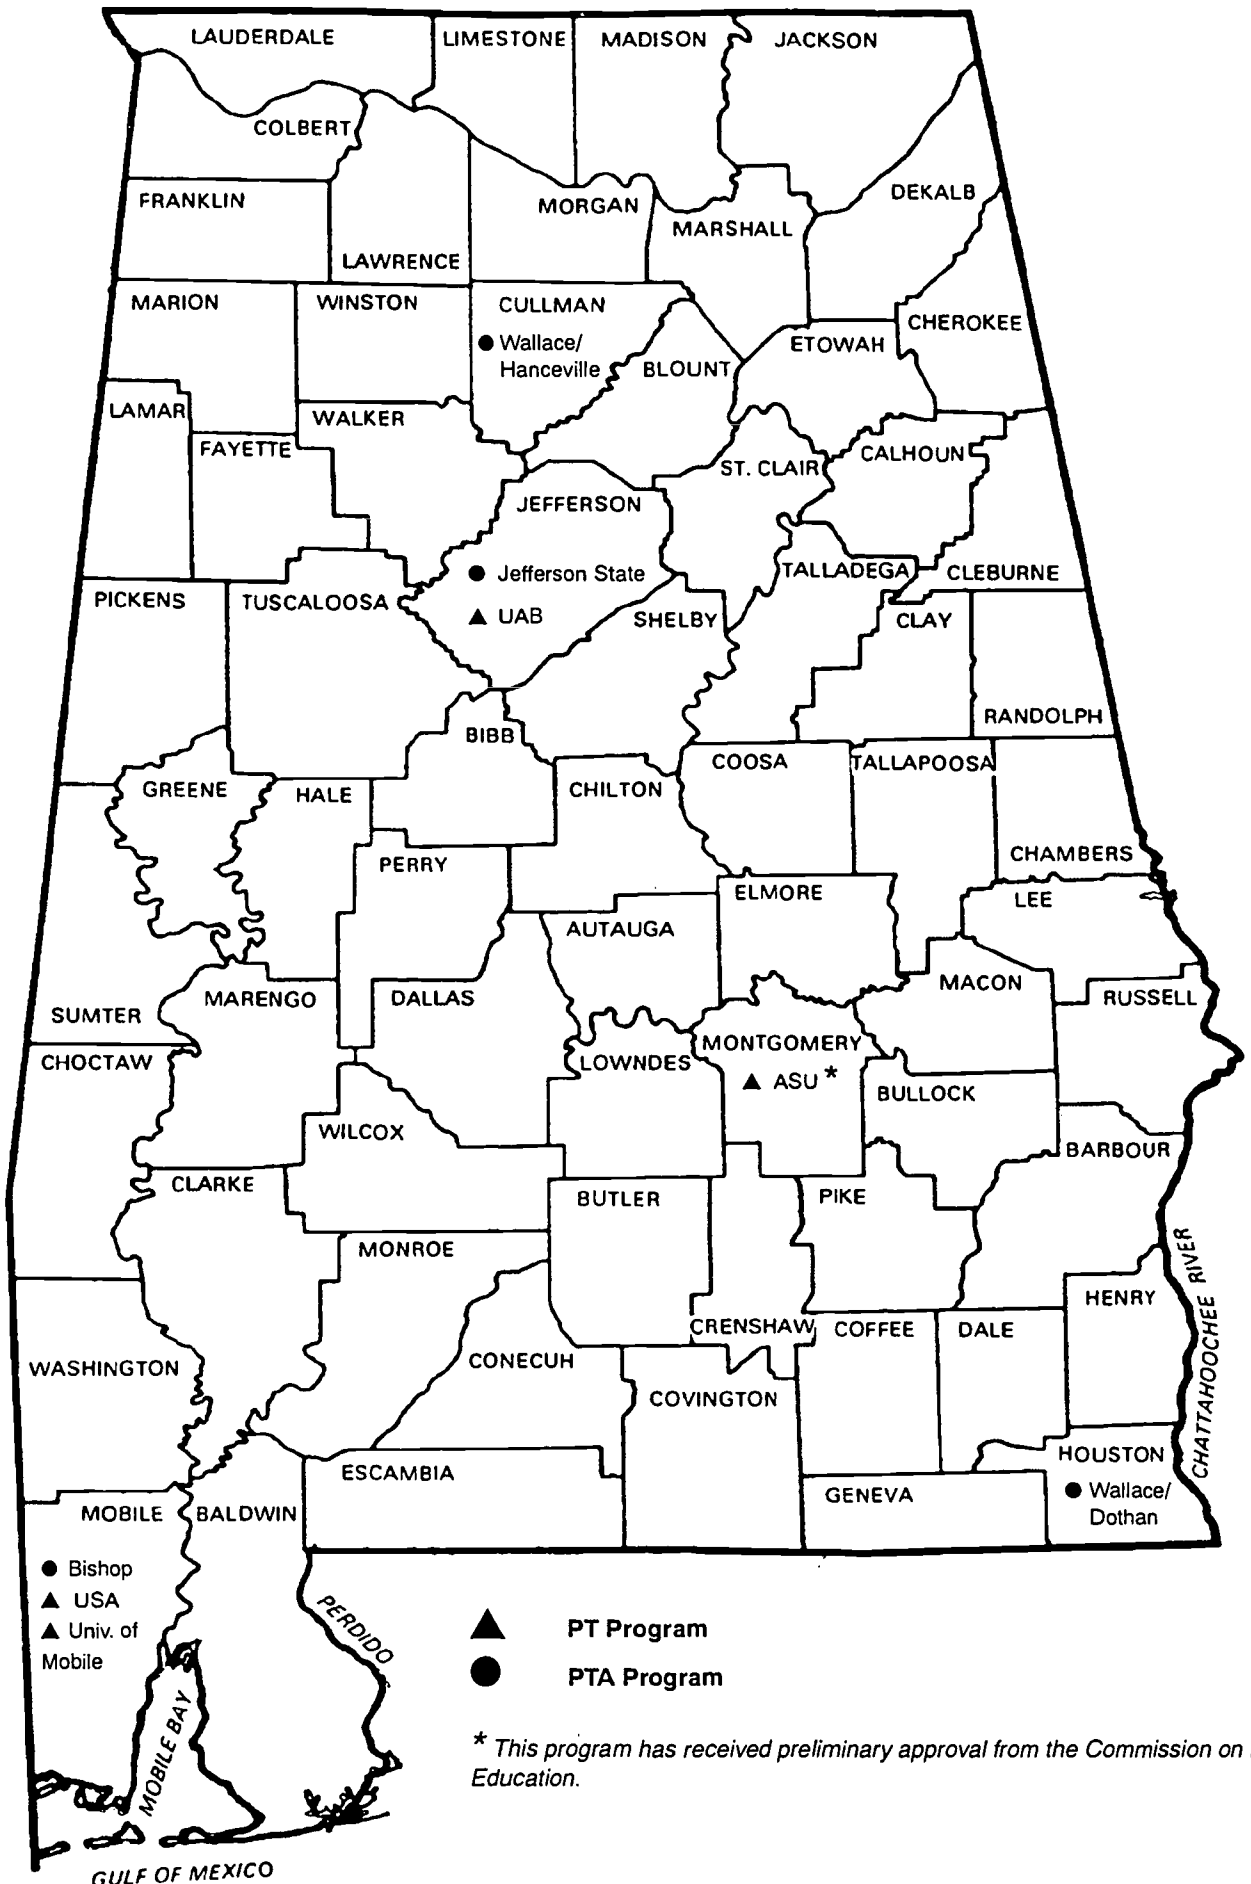 LAUDERDALE
LIMESTONE
MADISON
JACKSON
COLBERT
FRANKLIN
LAWRENCE
MORGAN
MARSHALL
DEKALB
MARION
WINSTON
CULLMAN
● Wallace/
Hanceville
BLOUNT
ETOWAH
CHEROKEE
LAMAR
FAYETTE
WALKER
JEFFERSON
ST. CLAIR
CALHOUN
● Jefferson State
▲ UAB
TALLADEGA
CLEBURNE
PICKENS
TUSCALOOSA
SHELBY
CLAY
RANDOLPH
BIBB
GREENE
HALE
CHILTON
COOSA
TALLAPOOSA
PERRY
CHAMBERS
ELMORE
LEE
AUTAUGA
SUMTER
MARENGO
DALLAS
MACON
RUSSELL
CHOCTAW
LOWNDES
MONTGOMERY
▲ ASU *
BULLOCK
WILCOX
BARBOUR
CLARKE
BUTLER
PIKE
MONROE
CRENSHAW
COFFEE
DALE
HENRY
CHATTAHOOCHEE RIVER
WASHINGTON
CONECUH
COVINGTON
ESCAMBIA
GENEVA
HOUSTON
● Wallace/
Dothan
MOBILE
BALDWIN
● Bishop
▲ USA
▲ Univ. of
Mobile
PERDIDO
MOBILE BAY
GULF OF MEXICO
▲ PT Program
● PTA Program
* This program has received preliminary approval from the Commission on
Education.